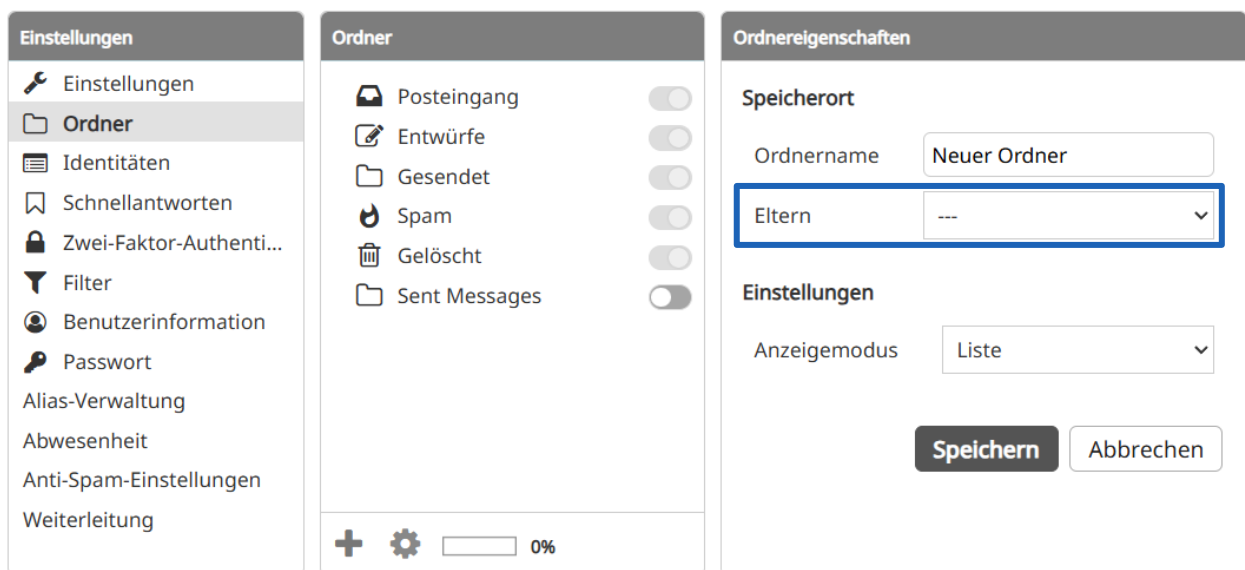 Einstellungen
Einstellungen
Ordner
Identitäten
Schnellantworten
Zwei-Faktor-Authenti...
Filter
Benutzerinformation
Passwort
Alias-Verwaltung
Abwesenheit
Anti-Spam-Einstellungen
Weiterleitung
Ordner
Posteingang
Entwürfe
Gesendet
Spam
Gelöscht
Sent Messages
0%
Ordnereigenschaften
Speicherort
Ordnername Neuer Ordner
Eltern ---
Einstellungen
Anzeigemodus Liste
Speichern Abbrechen